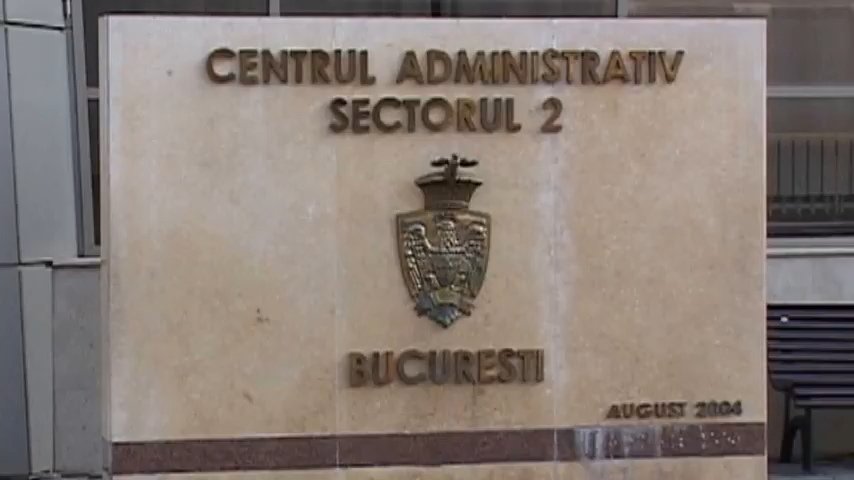 CENTRUL ADMINISTRATIV
SECTORUL 2
BUCURESTI
AUGUST 2004